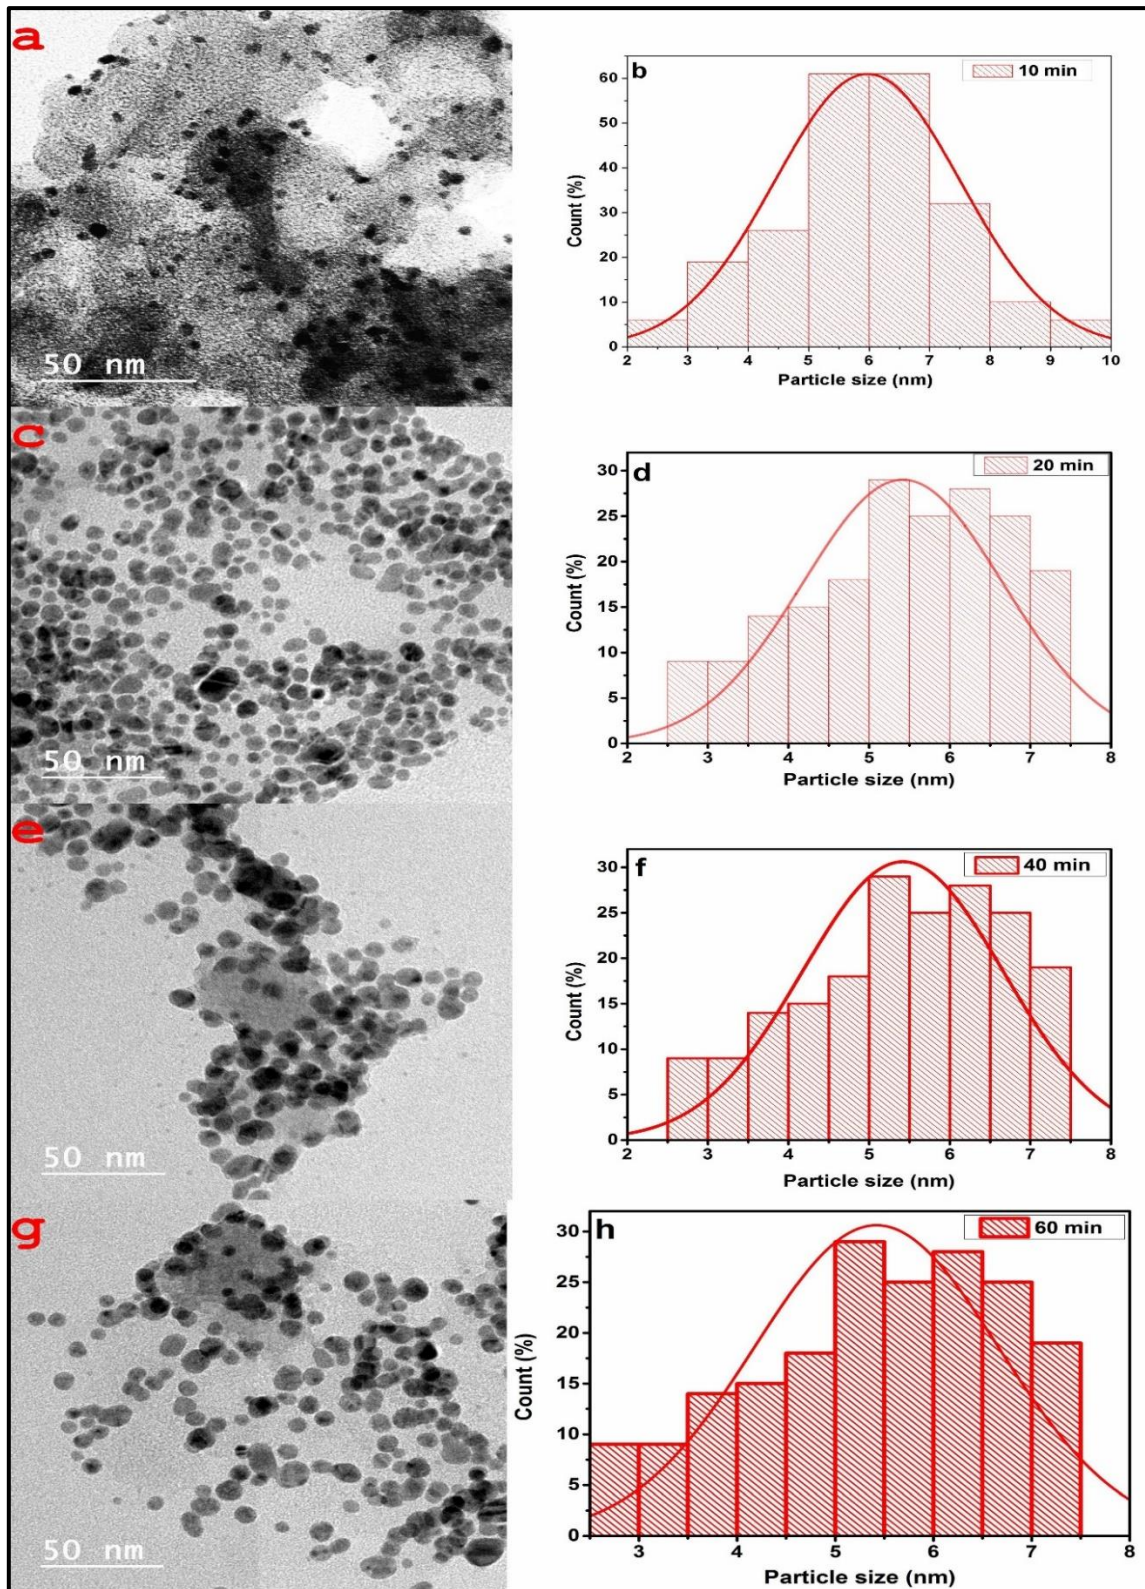 a
50 nm
b
10 min
Count (%)
60
50
40
30
20
10
0
2 3 4 5 6 7 8 9 10
Particle size (nm)
c
50 nm
d
20 min
Count (%)
30
25
20
15
10
5
0
2 3 4 5 6 7 8
Particle size (nm)
e
50 nm
f
40 min
Count (%)
30
25
20
15
10
5
0
2 3 4 5 6 7 8
Particle size (nm)
g
50 nm
h
60 min
Count (%)
30
25
20
15
10
5
0
3 4 5 6 7 8
Particle size (nm)